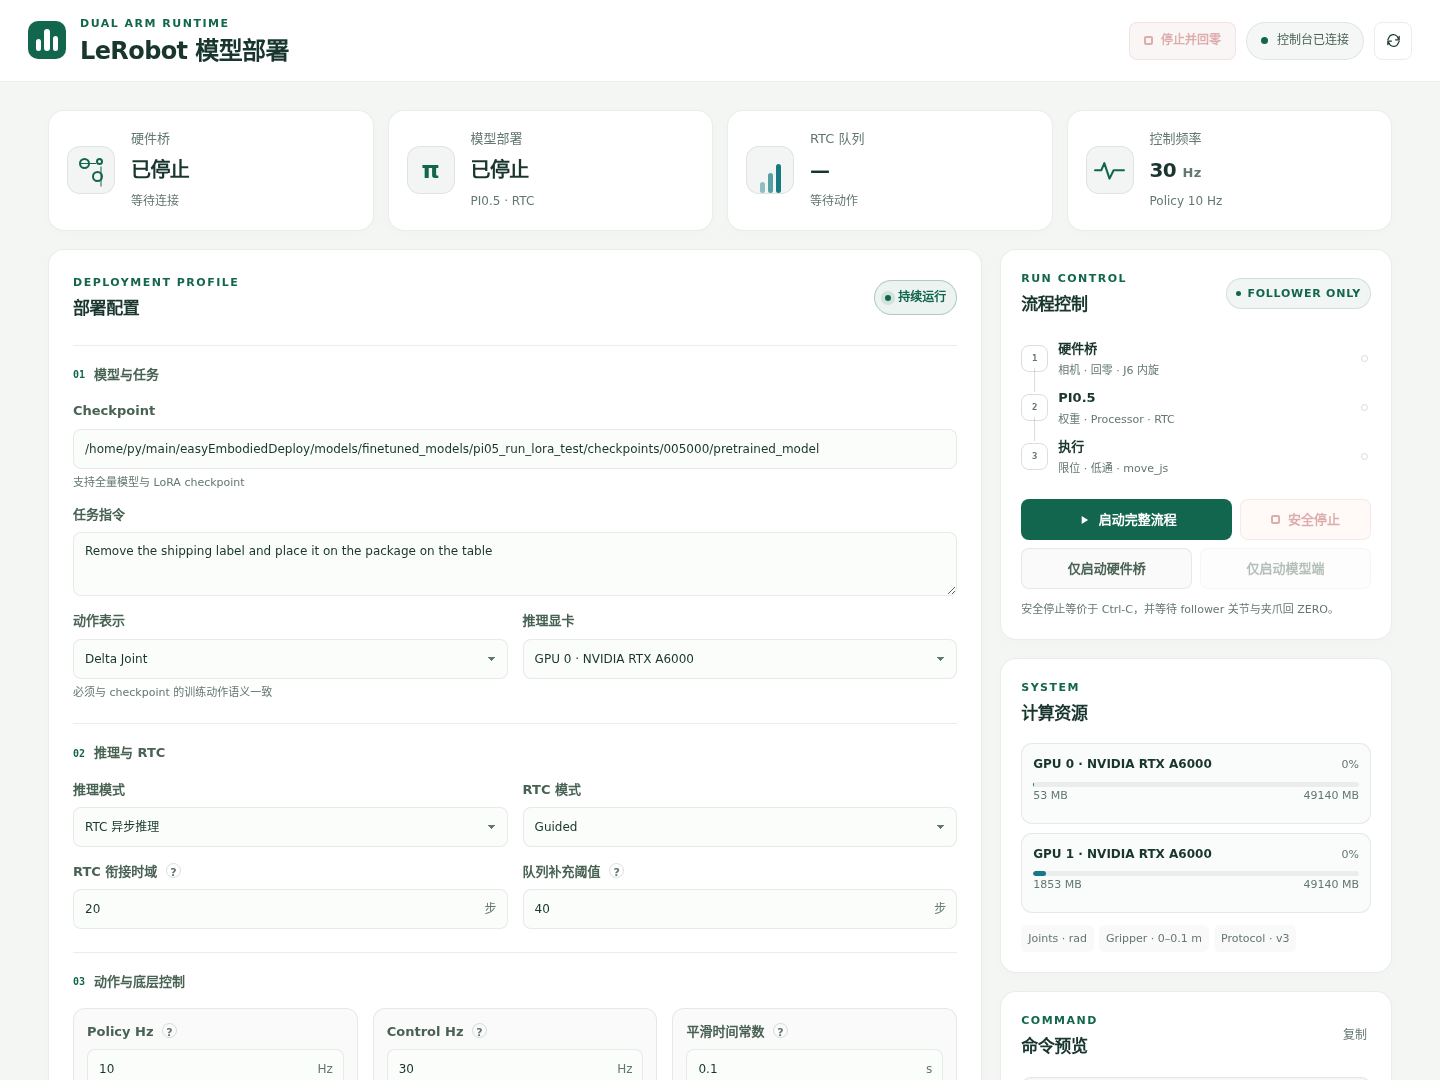 DUAL ARM RUNTIME
LeRobot 模型部署
停止并回零
控制台已连接
硬件桥
已停止
等待连接
π
模型部署
已停止
PI0.5 · RTC
RTC 队列
—
等待动作
控制频率
30 Hz
Policy 10 Hz
DEPLOYMENT PROFILE
部署配置
持续运行
01 模型与任务
Checkpoint
/home/py/main/easyEmbodiedDeploy/models/finetuned_models/pi05_run_lora_test/checkpoints/005000/pretrained_model
支持全量模型与 LoRA checkpoint
任务指令
Remove the shipping label and place it on the package on the table
动作表示
推理显卡
Delta Joint
GPU 0 · NVIDIA RTX A6000
必须与 checkpoint 的训练动作语义一致
02 推理与 RTC
推理模式
RTC 模式
RTC 异步推理
Guided
RTC 衔接时域 ?
队列补充阈值 ?
20 步
40 步
03 动作与底层控制
Policy Hz ?
Control Hz ?
平滑时间常数 ?
10 Hz
30 Hz
0.1 s
RUN CONTROL
流程控制
FOLLOWER ONLY
1
硬件桥
相机 · 回零 · J6 内旋
2
PI0.5
权重 · Processor · RTC
3
执行
限位 · 低通 · move_js
启动完整流程
安全停止
仅启动硬件桥
仅启动模型端
安全停止等价于 Ctrl-C，并等待 follower 关节与夹爪回 ZERO。
SYSTEM
计算资源
GPU 0 · NVIDIA RTX A6000
0%
53 MB
49140 MB
GPU 1 · NVIDIA RTX A6000
0%
1853 MB
49140 MB
Joints · rad
Gripper · 0–0.1 m
Protocol · v3
COMMAND
命令预览
复制